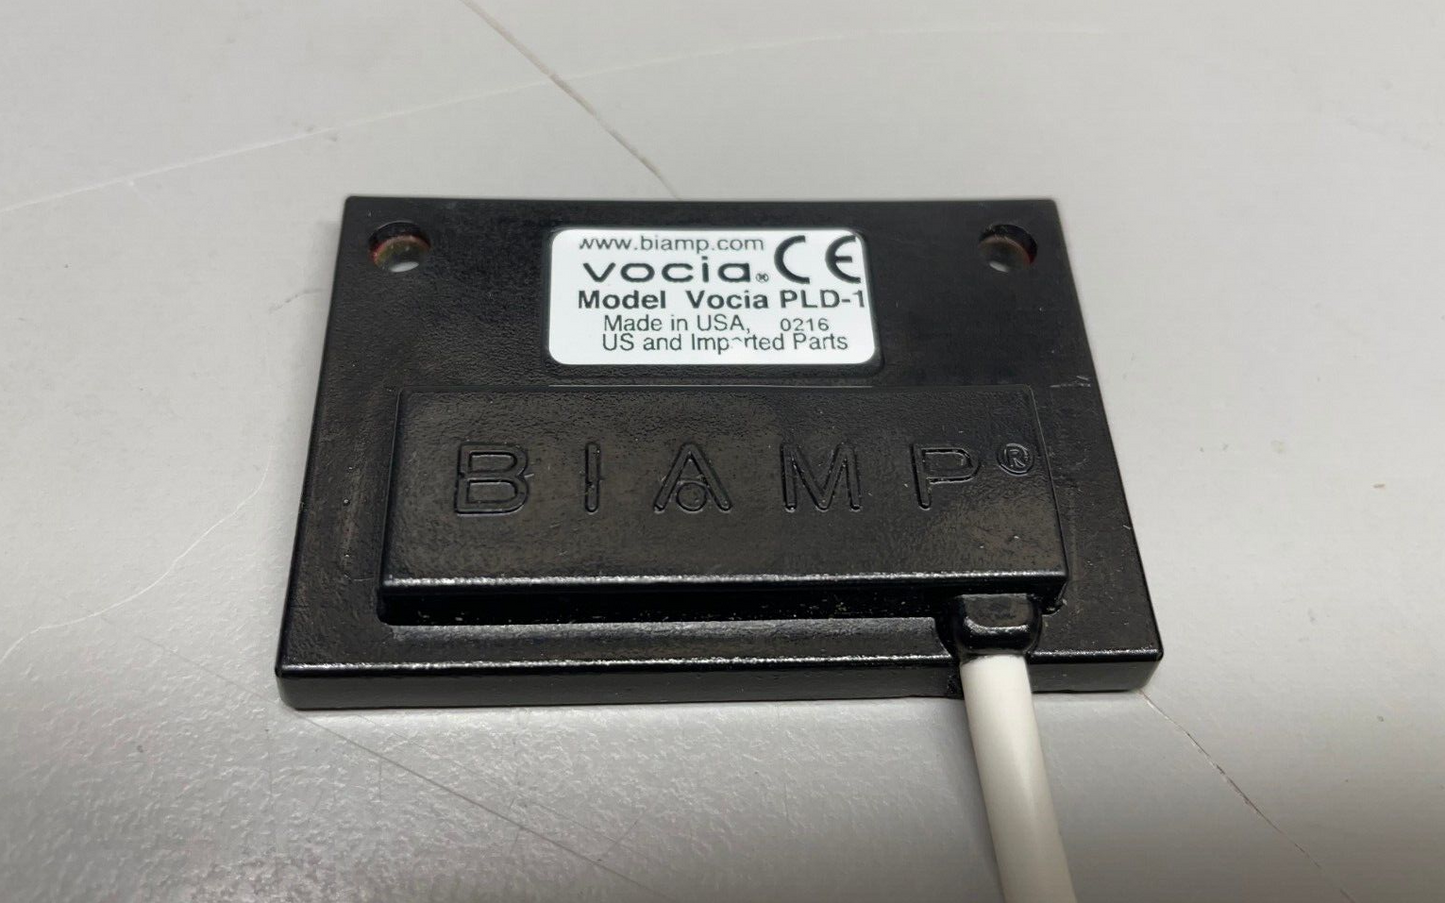 www.biamp.com CE
vocia®
Model Vocia PLD-1
Made in USA, 0216
US and Imported Parts
BIAMP®